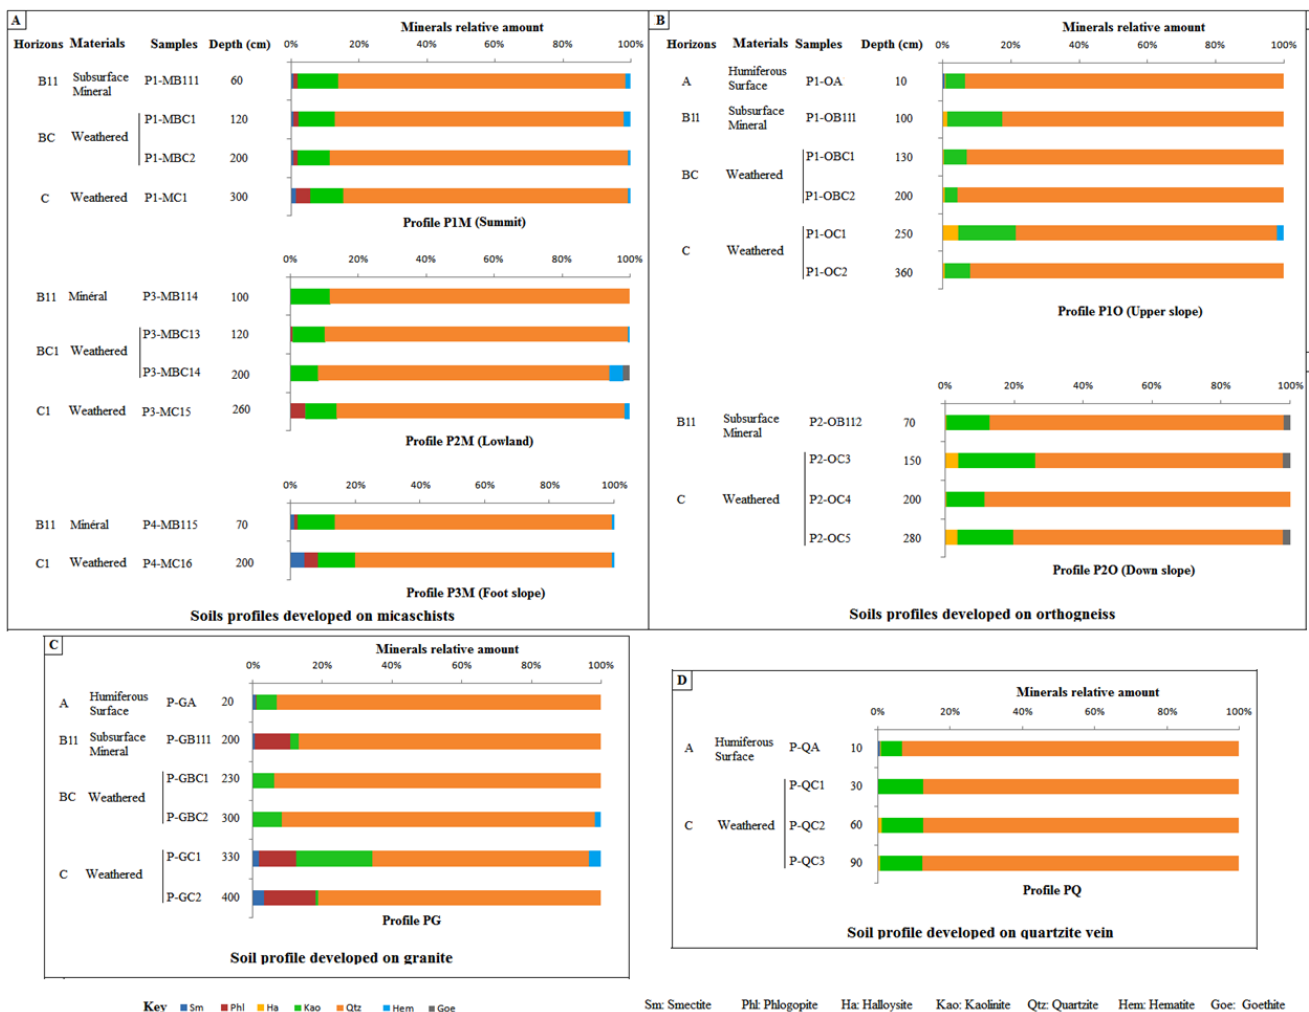 A
Minerals relative amount
Horizons Materials Samples Depth (cm) 0% 20% 40% 60% 80% 100%
B11 Subsurface Mineral P1-MB111 60
BC Weathered P1-MBC1 120
P1-MBC2 200
C Weathered P1-MC1 300
Profile P1M (Summit)
0% 20% 40% 60% 80% 100%
B11 Minéral P3-MB114 100
BC1 Weathered P3-MBC13 120
P3-MBC14 200
C1 Weathered P3-MC15 260
Profile P2M (Lowland)
0% 20% 40% 60% 80% 100%
B11 Minéral P4-MB115 70
C1 Weathered P4-MC16 200
Profile P3M (Foot slope)
Soils profiles developed on micaschists
B
Minerals relative amount
Horizons Materials Samples Depth (cm) 0% 20% 40% 60% 80% 100%
A Humiferous Surface P1-OA 10
B11 Subsurface Mineral P1-OB111 100
BC Weathered P1-OBC1 130
P1-OBC2 200
C Weathered P1-OC1 250
P1-OC2 360
Profile P1O (Upper slope)
0% 20% 40% 60% 80% 100%
B11 Subsurface Mineral P2-OB112 70
P2-OC3 150
C Weathered P2-OC4 200
P2-OC5 280
Profile P2O (Down slope)
Soils profiles developed on orthogneiss
C
Minerals relative amount
0% 20% 40% 60% 80% 100%
A Humiferous Surface P-GA 20
B11 Subsurface Mineral P-GB111 200
BC Weathered P-GBC1 230
P-GBC2 300
C Weathered P-GC1 330
P-GC2 400
Profile PG
Soil profile developed on granite
D
Minerals relative amount
0% 20% 40% 60% 80% 100%
A Humiferous Surface P-QA 10
P-QC1 30
C Weathered P-QC2 60
P-QC3 90
Profile PQ
Soil profile developed on quartzite vein
Key Sm Phl Ha Kao Qtz Hem Goe
Sm: Smectite Phl: Phlogopite Ha: Halloysite Kao: Kaolinite Qtz: Quartzite Hem: Hematite Goe: Goethite